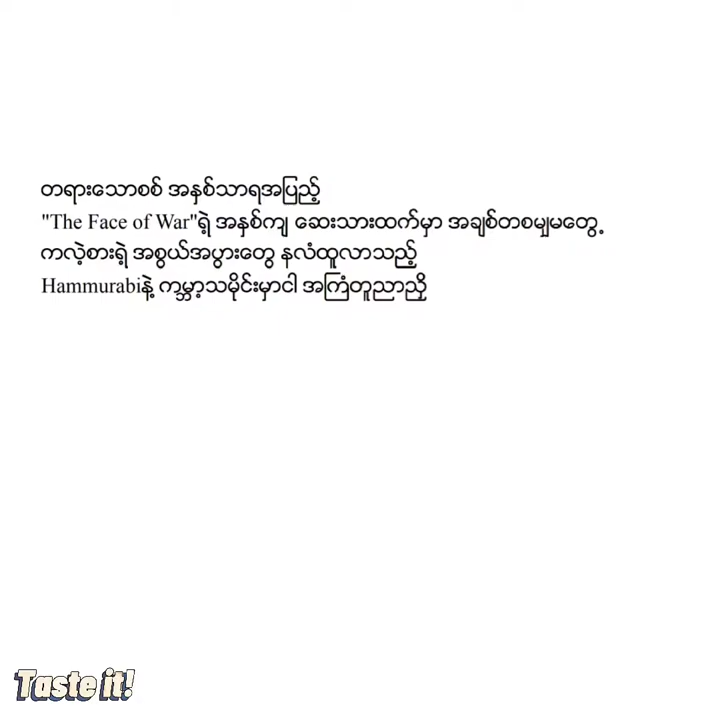 တရားသောစစ် အနှစ်သာရအပြည့်
"The Face of War"ရဲ့ အနှစ်ကျ ဆေးသားထက်မှာ အချစ်တစမျှမတွေ့
ကလဲ့စားရဲ့ အစွယ်အပွားတွေ နလံထူလာသည့်
Hammurabiနဲ့ ကမ္ဘာ့သမိုင်းမှာငါ အကြံတူညာညှိ
Taste it!